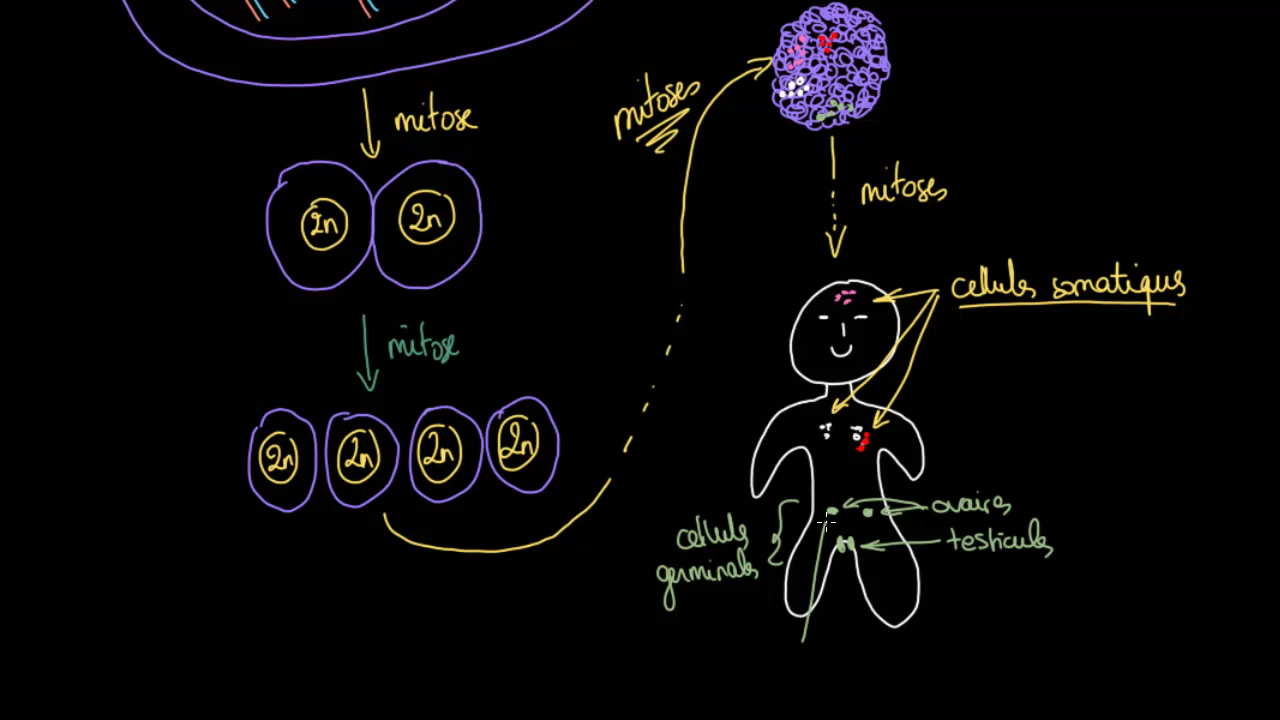 mitose
2n 2n
mitose
2n 2n 2n 2n
mitoses
mitoses
cellules somatiques
ovaires
testicules
cellules
germinales